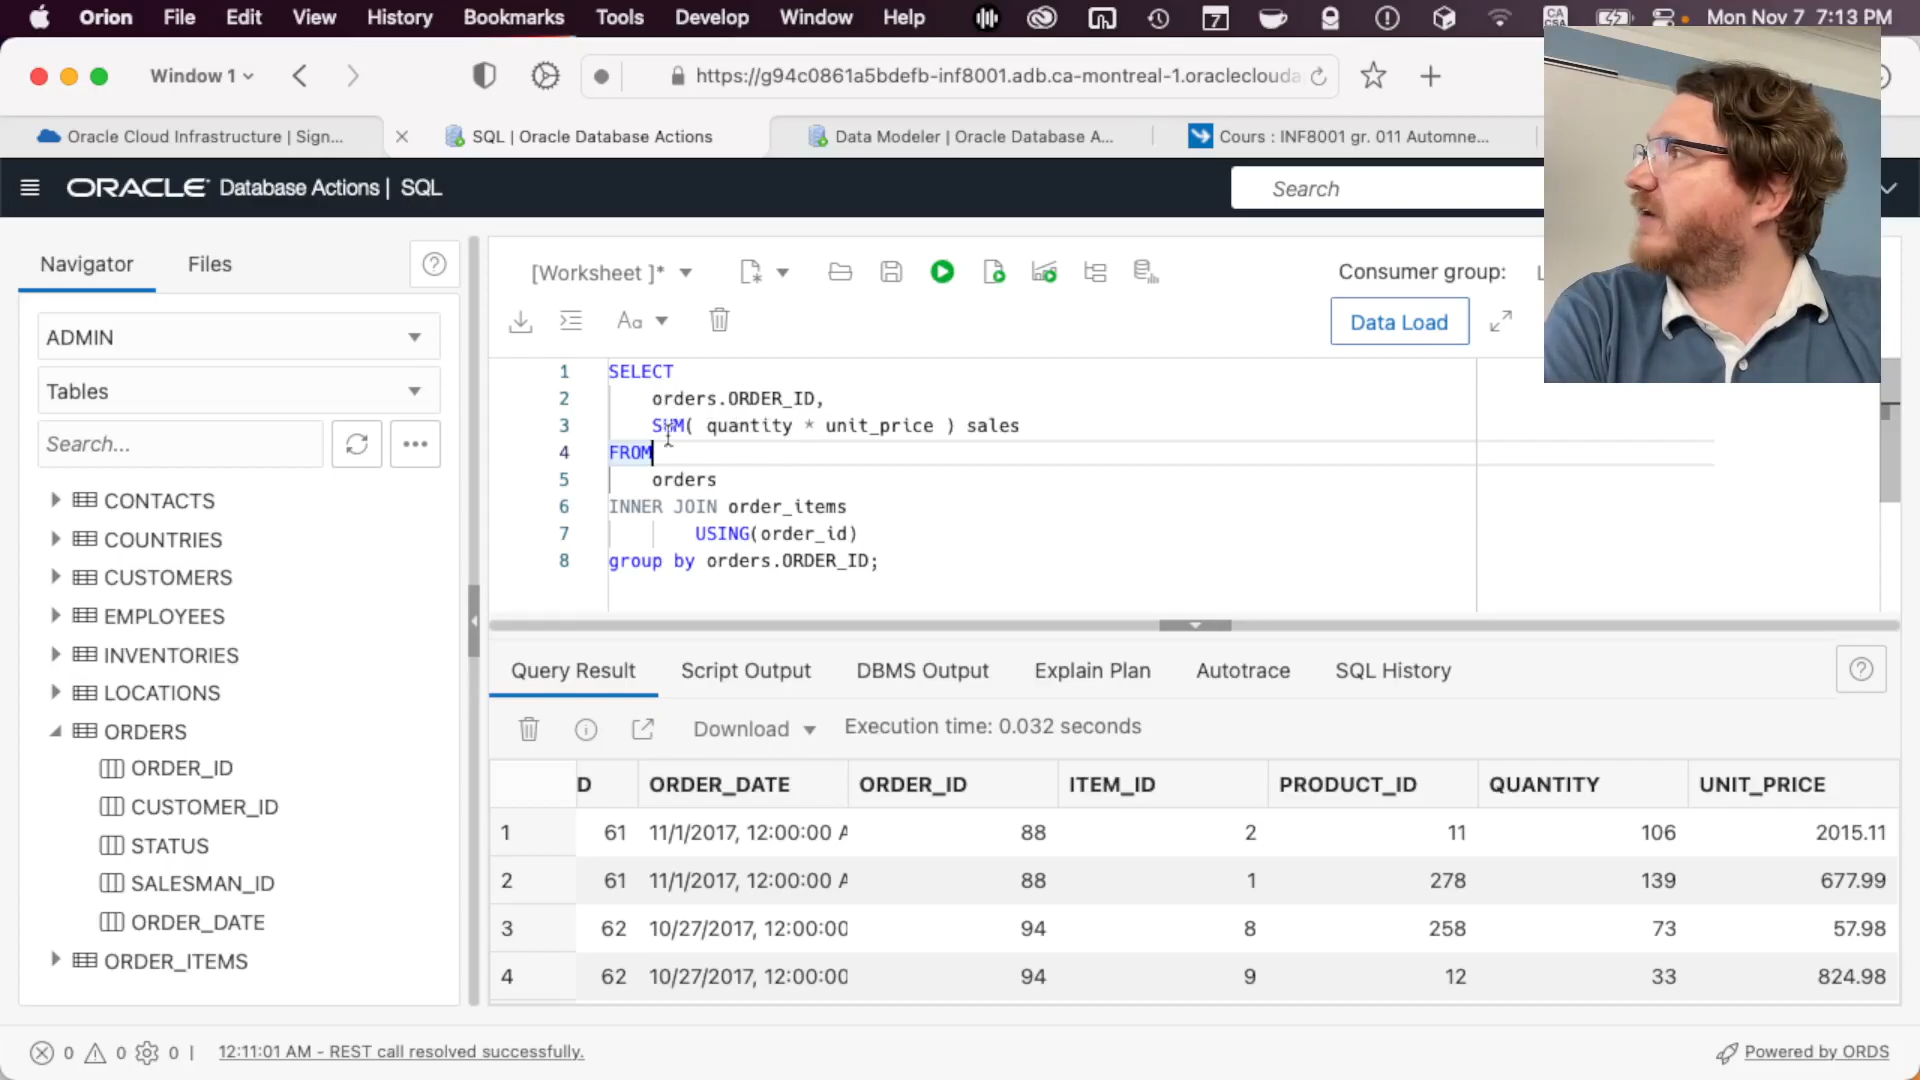 Orion File Edit View History Bookmarks Tools Develop Window Help 7 CA CSA Mon Nov 7 7:13 PM
Window 1 https://g94c0861a5bdefb-inf8001.adb.ca-montreal-1.oraclecloud
Oracle Cloud Infrastructure | Sign... SQL | Oracle Database Actions Data Modeler | Oracle Database A... Cours : INF8001 gr. 011 Automne...
ORACLE Database Actions | SQL Search
Navigator Files
[Worksheet ]* Consumer group:
Aa Data Load
ADMIN
Tables
Search...
CONTACTS
COUNTRIES
CUSTOMERS
EMPLOYEES
INVENTORIES
LOCATIONS
ORDERS
ORDER_ID
CUSTOMER_ID
STATUS
SALESMAN_ID
ORDER_DATE
ORDER_ITEMS
1 SELECT
2 orders.ORDER_ID,
3 SUM( quantity * unit_price ) sales
4 FROM
5 orders
6 INNER JOIN order_items
7 USING(order_id)
8 group by orders.ORDER_ID;
Query Result Script Output DBMS Output Explain Plan Autotrace SQL History
Download Execution time: 0.032 seconds
D ORDER_DATE ORDER_ID ITEM_ID PRODUCT_ID QUANTITY UNIT_PRICE
1 61 11/1/2017, 12:00:00 A 88 2 11 106 2015.11
2 61 11/1/2017, 12:00:00 A 88 1 278 139 677.99
3 62 10/27/2017, 12:00:00 94 8 258 73 57.98
4 62 10/27/2017, 12:00:00 94 9 12 33 824.98
0 0 0 | 12:11:01 AM - REST call resolved successfully. Powered by ORDS